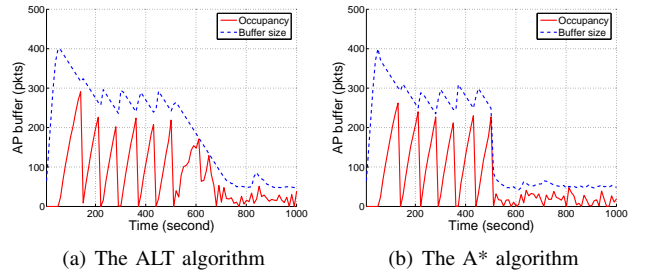 500
400
300
200
100
0
AP buffer (pkts)
200 400 600 800 1000
Time (second)
Occupancy
Buffer size
(a) The ALT algorithm
500
400
300
200
100
0
AP buffer (pkts)
200 400 600 800 1000
Time (second)
Occupancy
Buffer size
(b) The A* algorithm